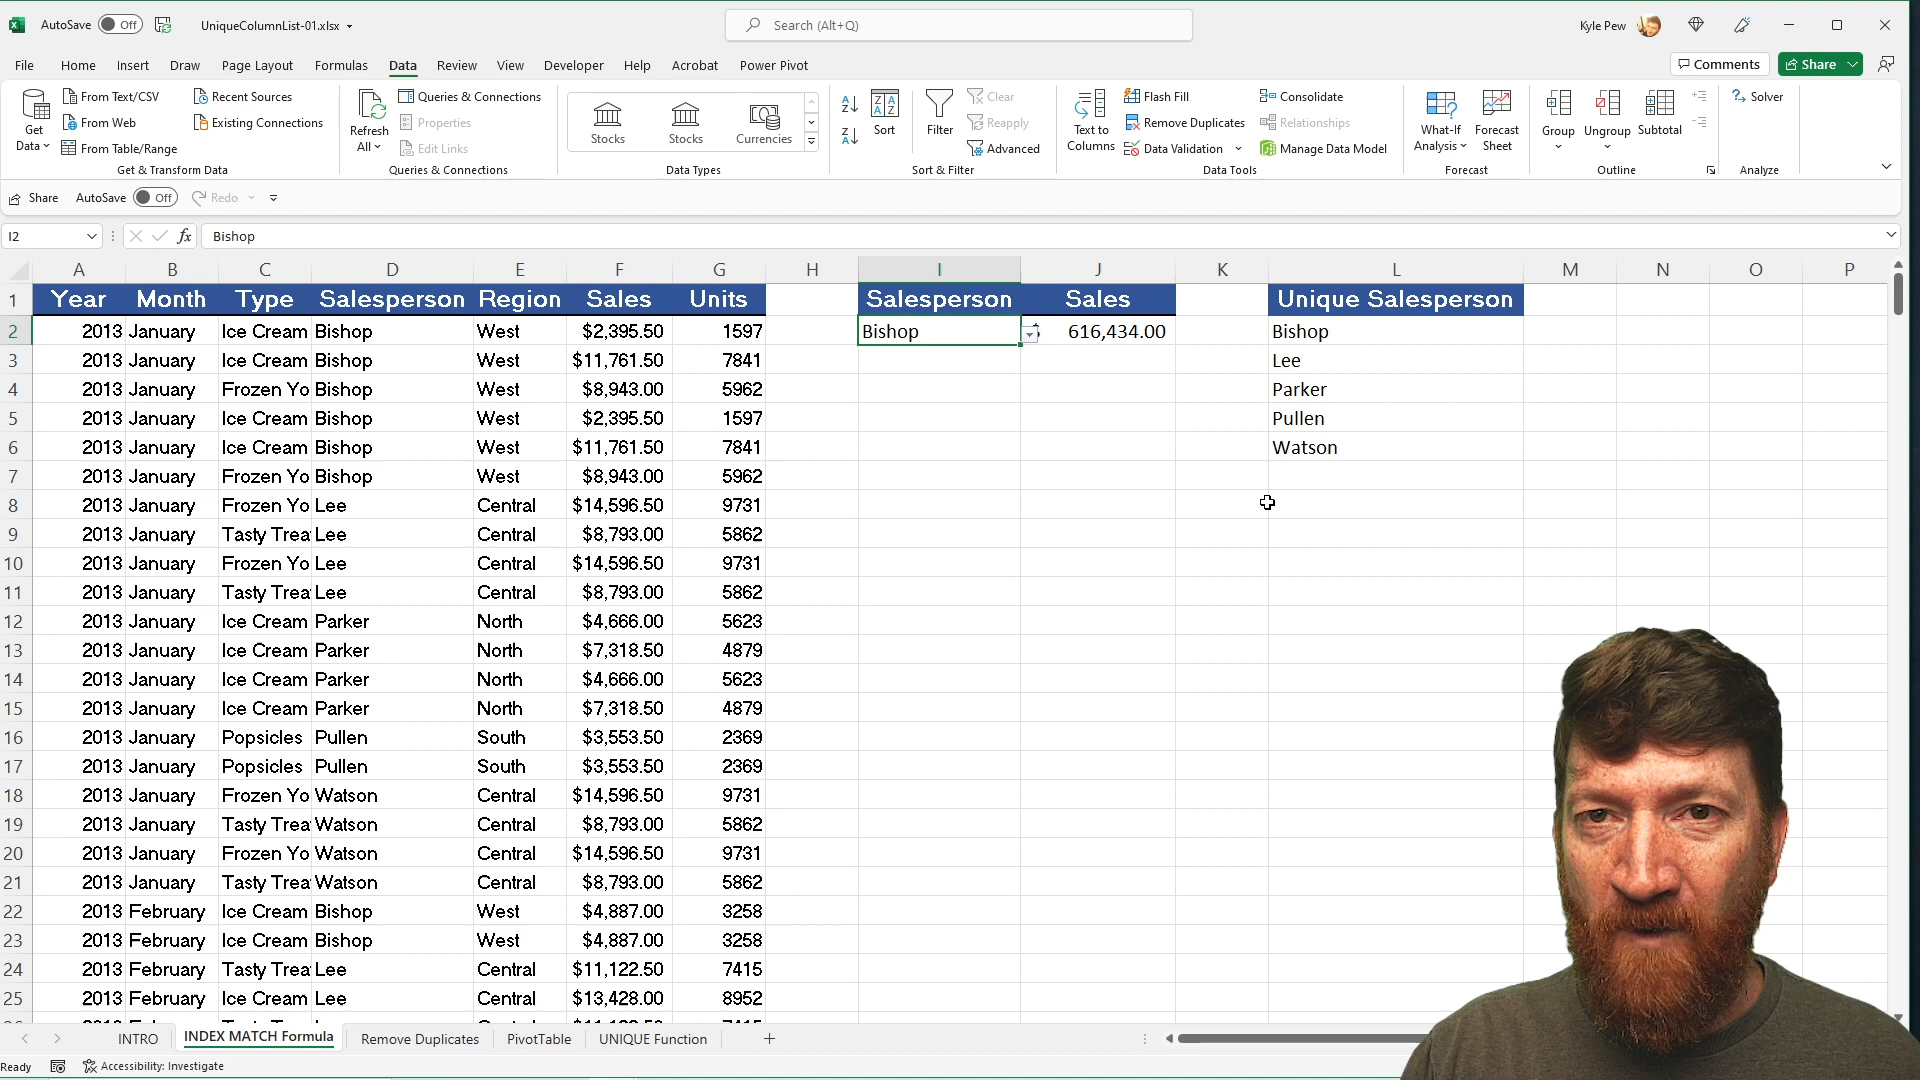 AutoSave Off UniqueColumnList-01.xlsx Search (Alt+Q) Kyle Pew
File Home Insert Draw Page Layout Formulas Data Review View Developer Help Acrobat Power Pivot Comments Share
Get Data From Text/CSV From Web From Table/Range Recent Sources Existing Connections
Get & Transform Data
Refresh All Queries & Connections Properties Edit Links
Queries & Connections
Stocks Stocks Currencies
Data Types
Sort Filter Clear Reapply Advanced
Sort & Filter
Text to Columns Flash Fill Remove Duplicates Data Validation Consolidate Relationships Manage Data Model
Data Tools
What-If Analysis Forecast Sheet
Forecast
Group Ungroup Subtotal
Outline
Solver
Analyze
Share AutoSave Off Redo
I2 fx Bishop
A B C D E F G H I J K L M N O P
1 Year Month Type Salesperson Region Sales Units Salesperson Sales Unique Salesperson
2 2013 January Ice Cream Bishop West $2,395.50 1597 Bishop 616,434.00 Bishop
3 2013 January Ice Cream Bishop West $11,761.50 7841 Lee
4 2013 January Frozen Yo Bishop West $8,943.00 5962 Parker
5 2013 January Ice Cream Bishop West $2,395.50 1597 Pullen
6 2013 January Ice Cream Bishop West $11,761.50 7841 Watson
7 2013 January Frozen Yo Bishop West $8,943.00 5962
8 2013 January Frozen Yo Lee Central $14,596.50 9731
9 2013 January Tasty Trea Lee Central $8,793.00 5862
10 2013 January Frozen Yo Lee Central $14,596.50 9731
11 2013 January Tasty Trea Lee Central $8,793.00 5862
12 2013 January Ice Cream Parker North $4,666.00 5623
13 2013 January Ice Cream Parker North $7,318.50 4879
14 2013 January Ice Cream Parker North $4,666.00 5623
15 2013 January Ice Cream Parker North $7,318.50 4879
16 2013 January Popsicles Pullen South $3,553.50 2369
17 2013 January Popsicles Pullen South $3,553.50 2369
18 2013 January Frozen Yo Watson Central $14,596.50 9731
19 2013 January Tasty Trea Watson Central $8,793.00 5862
20 2013 January Frozen Yo Watson Central $14,596.50 9731
21 2013 January Tasty Trea Watson Central $8,793.00 5862
22 2013 February Ice Cream Bishop West $4,887.00 3258
23 2013 February Ice Cream Bishop West $4,887.00 3258
24 2013 February Tasty Trea Lee Central $11,122.50 7415
25 2013 February Ice Cream Lee Central $13,428.00 8952
INTRO INDEX MATCH Formula Remove Duplicates PivotTable UNIQUE Function
Ready Accessibility: Investigate